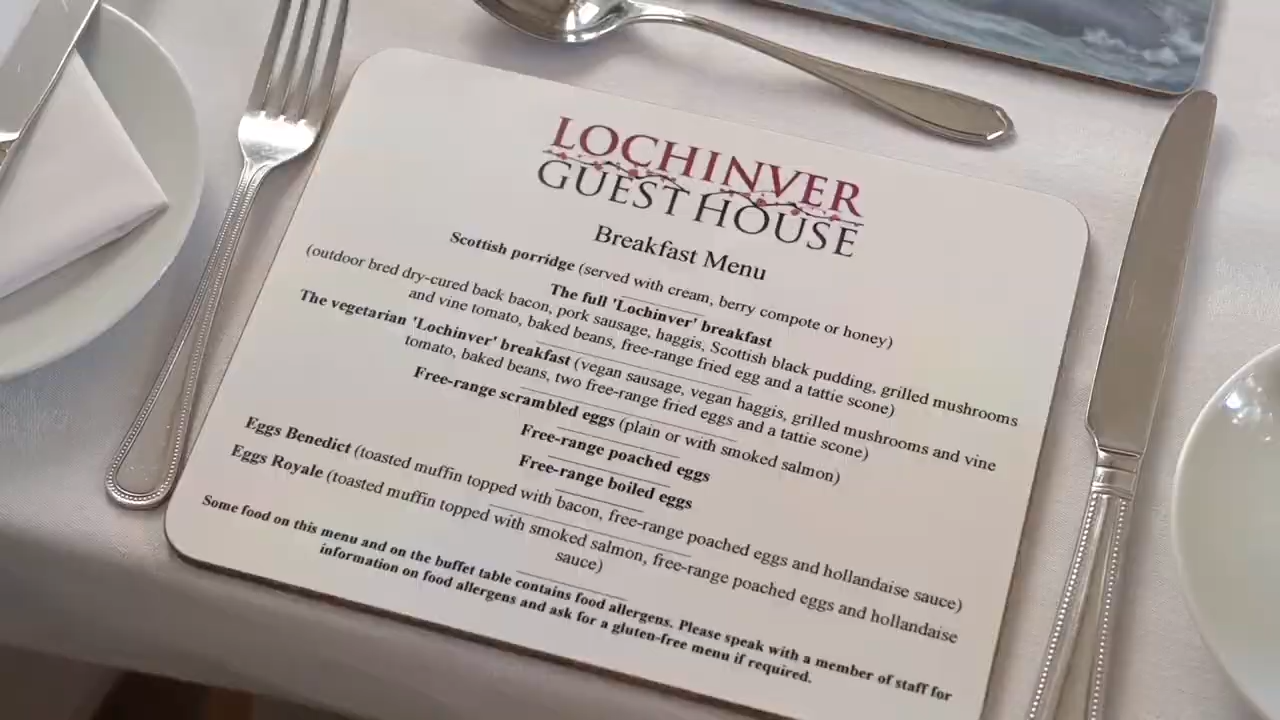 LOCHINVER
GUEST HOUSE
Breakfast Menu
Scottish porridge (served with cream, berry compote or honey)
The full 'Lochinver' breakfast
(outdoor bred dry-cured back bacon, pork sausage, haggis, Scottish black pudding, grilled mushrooms
and vine tomato, baked beans, free-range fried egg and a tattie scone)
The vegetarian 'Lochinver' breakfast (vegan sausage, vegan haggis, grilled mushrooms and vine
tomato, baked beans, two free-range fried eggs and a tattie scone)
Free-range scrambled eggs (plain or with smoked salmon)
Free-range poached eggs
Free-range boiled eggs
Eggs Benedict (toasted muffin topped with bacon, free-range poached eggs and hollandaise sauce)
Eggs Royale (toasted muffin topped with smoked salmon, free-range poached eggs and hollandaise
sauce)
Some food on this menu and on the buffet table contains food allergens. Please speak with a member of staff for
information on food allergens and ask for a gluten-free menu if required.